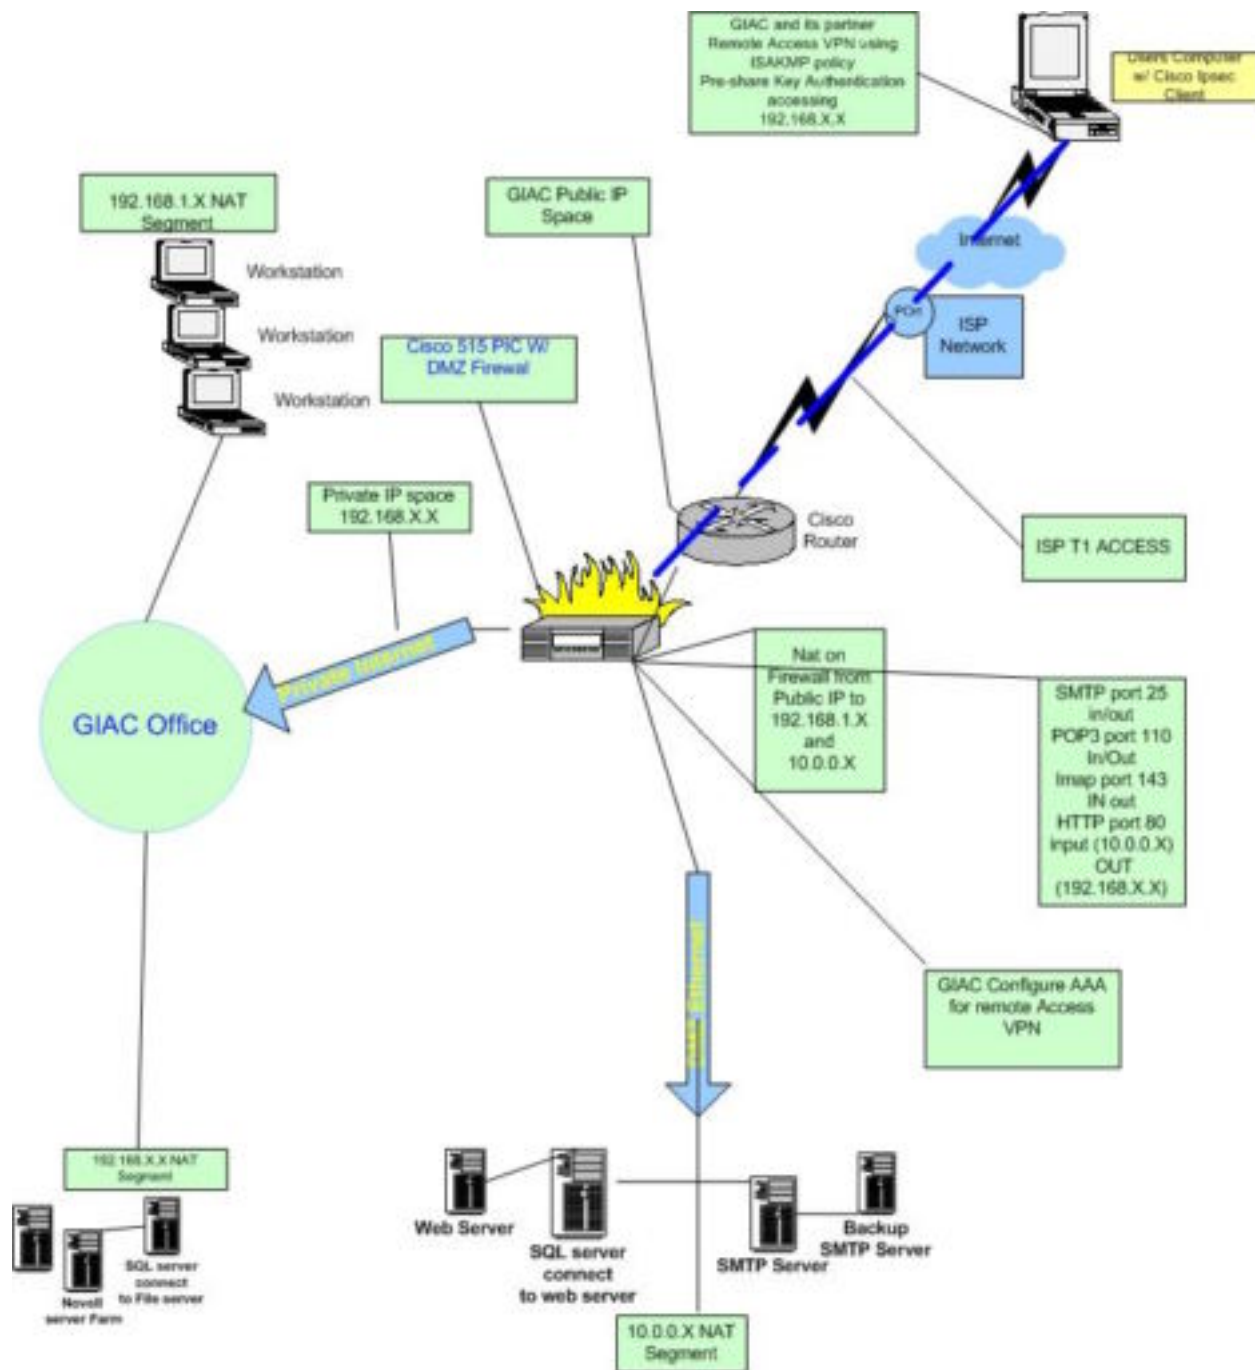 GIAC and its partner
Remote Access VPN using
ISAKMP policy
Pre-share Key Authentication
accessing
192.168.X.X
Users Computer
w/ Cisco Ipsec
Client
192.168.1.X NAT
Segment
GIAC Public IP
Space
Internet
Workstation
Workstation
Workstation
POrt
ISP
Network
Cisco 515 PIC W/
DMZ Firewal
Private IP space
192.168.X.X
Cisco
Router
ISP T1 ACCESS
Private Internet
GIAC Office
Nat on
Firewall from
Public IP to
192.168.1.X
and
10.0.0.X
SMTP port 25
in/out
POP3 port 110
In/Out
Imap port 143
IN out
HTTP port 80
input (10.0.0.X)
OUT
(192.168.X.X)
DMZ Ethernet
GIAC Configure AAA
for remote Access
VPN
192.168.X.X NAT
Segment
Web Server
SQL server
connect
to web server
SMTP Server
Backup
SMTP Server
Novell
server Farm
SQL server
connect
to File server
10.0.0.X NAT
Segment